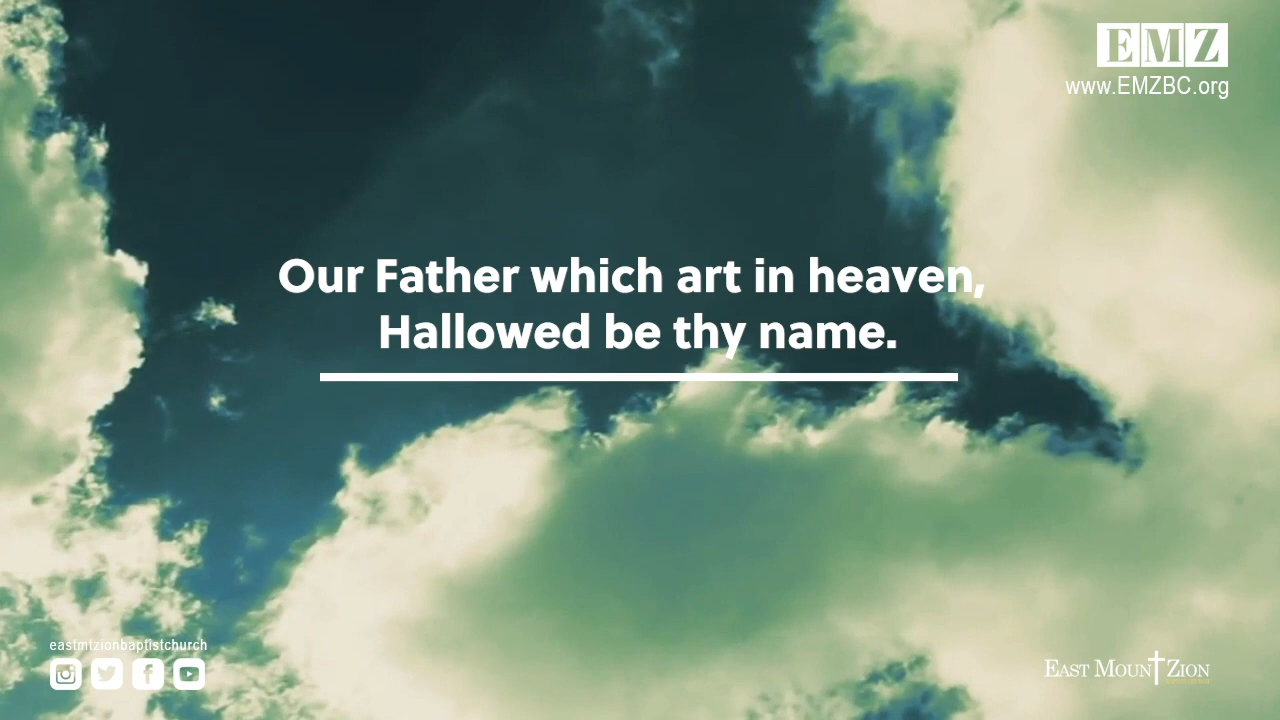 EMZ
www.EMZBC.org
Our Father which art in heaven,
Hallowed be thy name.
eastmtzionbaptistchurch
EAST MOUNT ZION